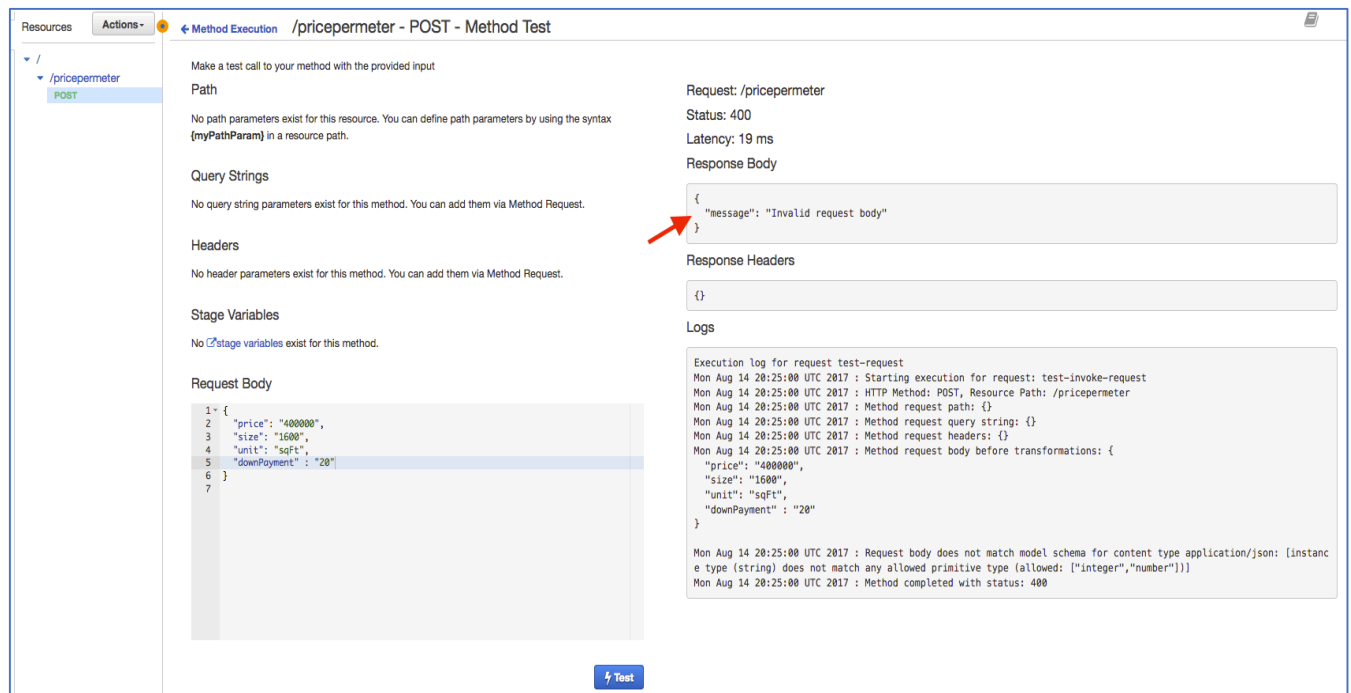 Resources
Actions
Method Execution /pricepermeter - POST - Method Test
/
/pricepermeter
POST
Make a test call to your method with the provided input
Path
No path parameters exist for this resource. You can define path parameters by using the syntax
{myPathParam} in a resource path.
Query Strings
No query string parameters exist for this method. You can add them via Method Request.
Headers
No header parameters exist for this method. You can add them via Method Request.
Stage Variables
No stage variables exist for this method.
Request Body
1 {
2 "price": "400000",
3 "size": "1600",
4 "unit": "sqFt",
5 "downPayment" : "20"
6 }
7
Test
Request: /pricepermeter
Status: 400
Latency: 19 ms
Response Body
{
"message": "Invalid request body"
}
Response Headers
{}
Logs
Execution log for request test-request
Mon Aug 14 20:25:00 UTC 2017 : Starting execution for request: test-invoke-request
Mon Aug 14 20:25:00 UTC 2017 : HTTP Method: POST, Resource Path: /pricepermeter
Mon Aug 14 20:25:00 UTC 2017 : Method request path: {}
Mon Aug 14 20:25:00 UTC 2017 : Method request query string: {}
Mon Aug 14 20:25:00 UTC 2017 : Method request headers: {}
Mon Aug 14 20:25:00 UTC 2017 : Method request body before transformations: {
"price": "400000",
"size": "1600",
"unit": "sqFt",
"downPayment" : "20"
}
Mon Aug 14 20:25:00 UTC 2017 : Request body does not match model schema for content type application/json: [instanc
e type (string) does not match any allowed primitive type (allowed: ["integer","number"])]
Mon Aug 14 20:25:00 UTC 2017 : Method completed with status: 400